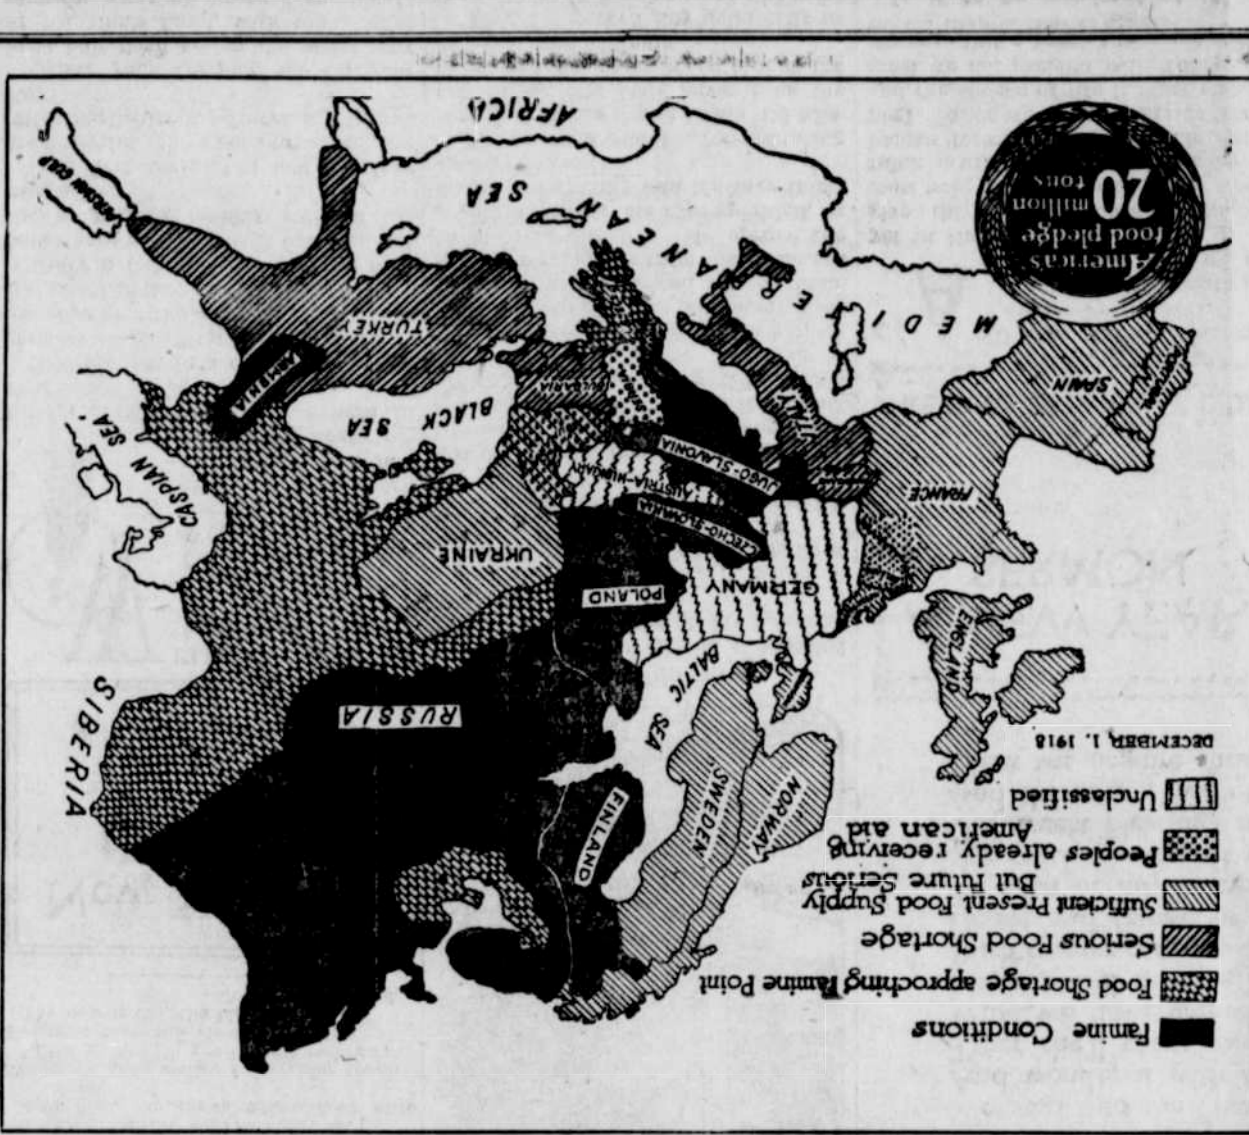 Famine Conditions
Food Shortage approching Famine Point
Serious Food Shortage
Sufficient Present Food Supply
But Future Serious
Peoples already receiving
American aid
Unclassified
DECEMBER, 1. 1918
FINLAND
NORWAY
SWEDEN
RUSSIA
SIBERIA
BALTIC SEA
ENGLAND
POLAND
GERMANY
UKRAINE
CZECHO-SLOVAKIA
FRANCE
AUSTRIA-HUNGARY
JUGO-SLAVONIA
CASPIAN SEA
BLACK SEA
ITALY
SPAIN
PORTUGAL
BULGARIA
ARMENIA
TURKEY
MEDITERRANEAN SEA
PERSIAN GULF
AFRICA
America's
food pledge
20 million
tons